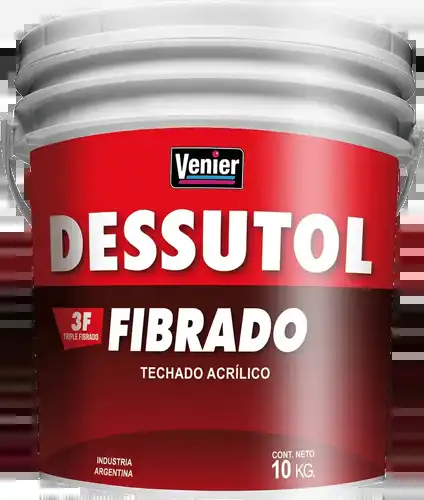 Venier
DESSUTOL
3F
TRIPLE FIBRADO
FIBRADO
TECHADO ACRÍLICO
INDUSTRIA
ARGENTINA
CONT. NETO
10 KG.